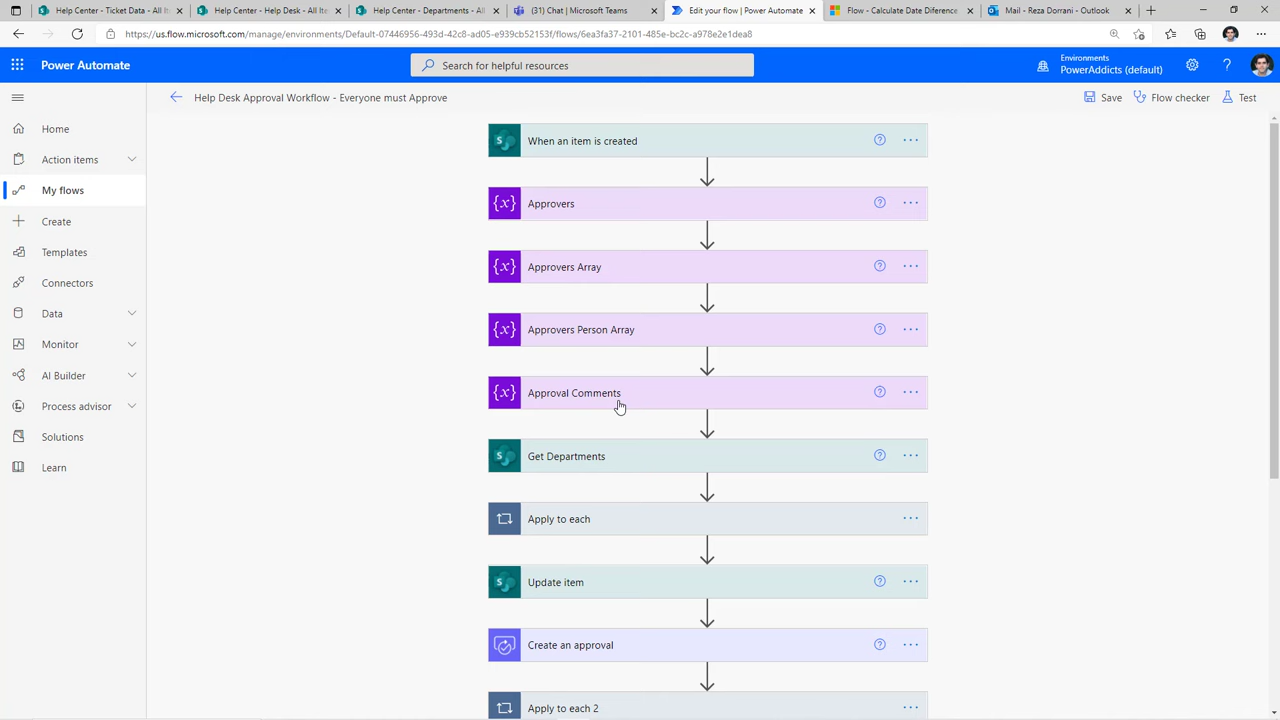 Help Center - Ticket Data - All It
Help Center - Help Desk - All Ite
Help Center - Departments - All
(31) Chat | Microsoft Teams
Edit your flow | Power Automate
Flow - Calculate Date Diference
Mail - Reza Dorrani - Outlook
https://us.flow.microsoft.com/manage/environments/Default-07446956-493d-42c8-ad05-e939cb52153f/flows/6ea3fa37-2101-485e-bc2c-a978e2e1dea8
Power Automate
Search for helpful resources
Environments
PowerAddicts (default)
Help Desk Approval Workflow - Everyone must Approve
Save
Flow checker
Test
Home
Action items
My flows
Create
Templates
Connectors
Data
Monitor
AI Builder
Process advisor
Solutions
Learn
When an item is created
{x} Approvers
{x} Approvers Array
{x} Approvers Person Array
{x} Approval Comments
Get Departments
Apply to each
Update item
Create an approval
Apply to each 2